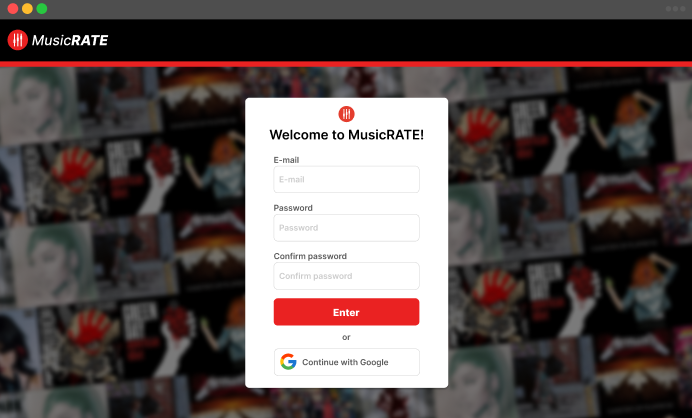 MusicRATE
Welcome to MusicRATE!
E-mail
E-mail
Password
Password
Confirm password
Confirm password
Enter
or
Continue with Google